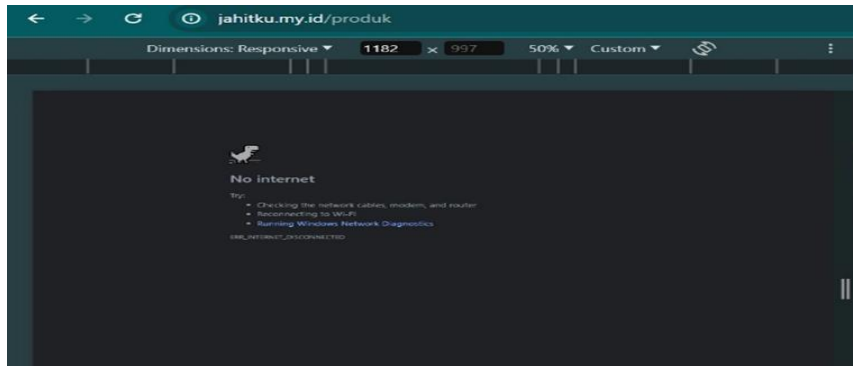 jahitku.my.id/produk
Dimensions: Responsive 1182 × 997 50% Custom
No internet
Try:
Checking the network cables, modem, and router
Reconnecting to Wi-Fi
Running Windows Network Diagnostics
ERR_INTERNET_DISCONNECTED